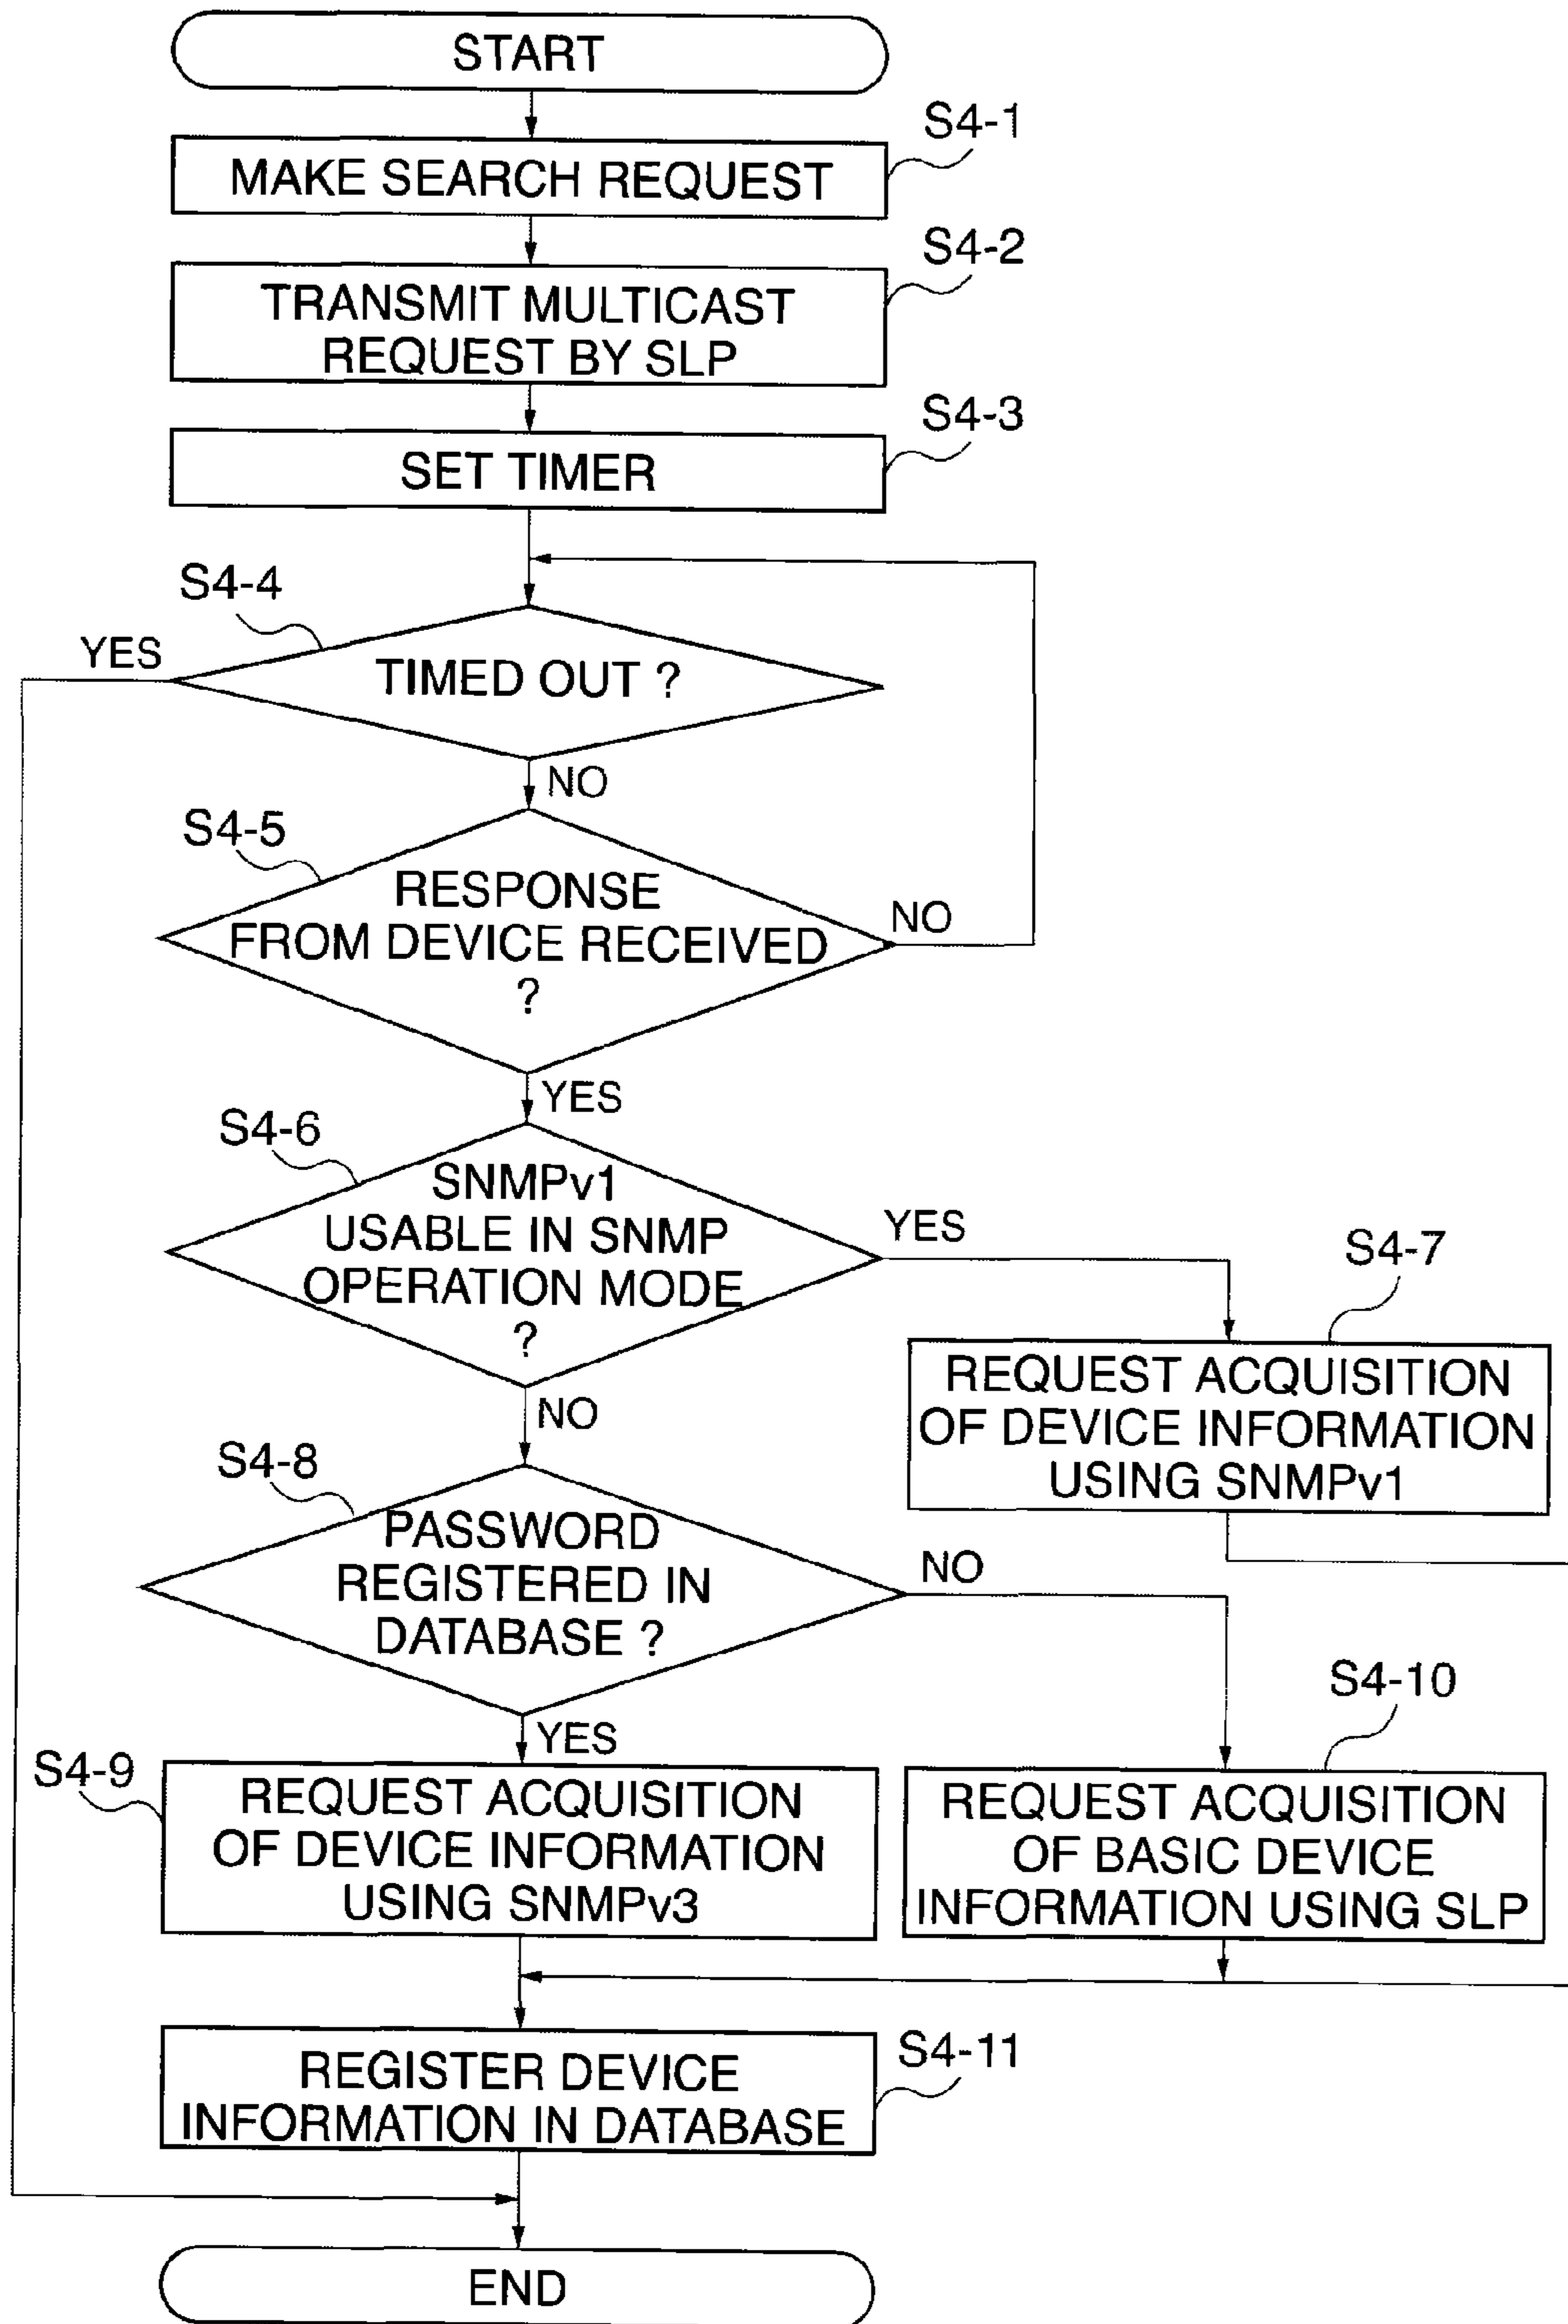 START
S4-1
MAKE SEARCH REQUEST
S4-2
TRANSMIT MULTICAST
REQUEST BY SLP
S4-3
SET TIMER
S4-4
YES
TIMED OUT ?
NO
S4-5
RESPONSE
FROM DEVICE RECEIVED
?
NO
YES
S4-6
SNMPv1
USABLE IN SNMP
OPERATION MODE
?
YES
S4-7
REQUEST ACQUISITION
OF DEVICE INFORMATION
USING SNMPv1
NO
S4-8
PASSWORD
REGISTERED IN
DATABASE ?
NO
YES
S4-9
REQUEST ACQUISITION
OF DEVICE INFORMATION
USING SNMPv3
S4-10
REQUEST ACQUISITION
OF BASIC DEVICE
INFORMATION USING SLP
S4-11
REGISTER DEVICE
INFORMATION IN DATABASE
END